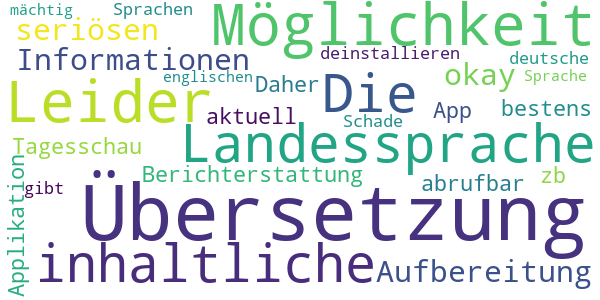 mächtig Sprachen
seriösen Möglichkeit
Informationen deinstallieren deutsche
englischen Daher okay Sprache
Leider Die
aktuell Schade App bestens
Tagesschau Landessprache
Berichterstattung abrufbar zb
gibt Übersetzung
Applikation
inhaltliche Aufbereitung